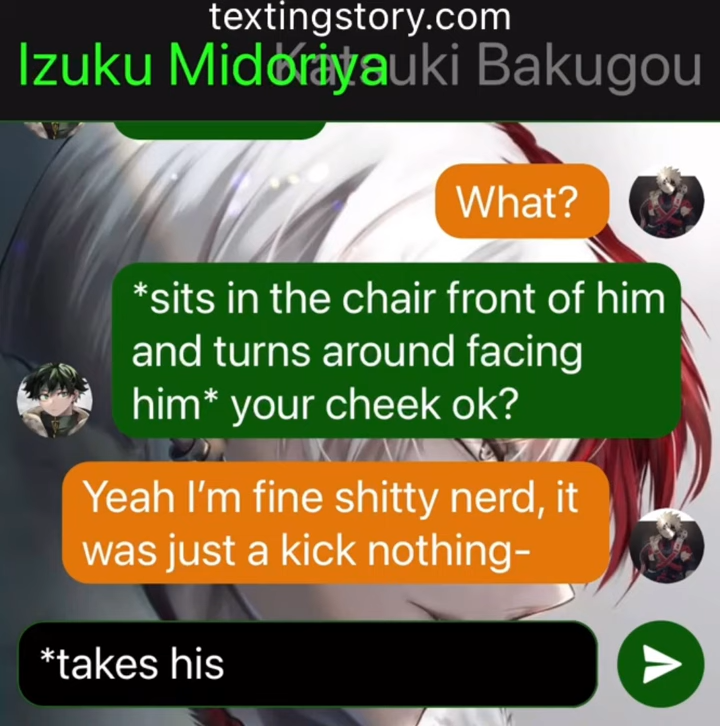 textingstory.com
Izuku Midoriya Katsuki Bakugou
What?
*sits in the chair front of him
and turns around facing
him* your cheek ok?
Yeah I'm fine shitty nerd, it
was just a kick nothing-
*takes his